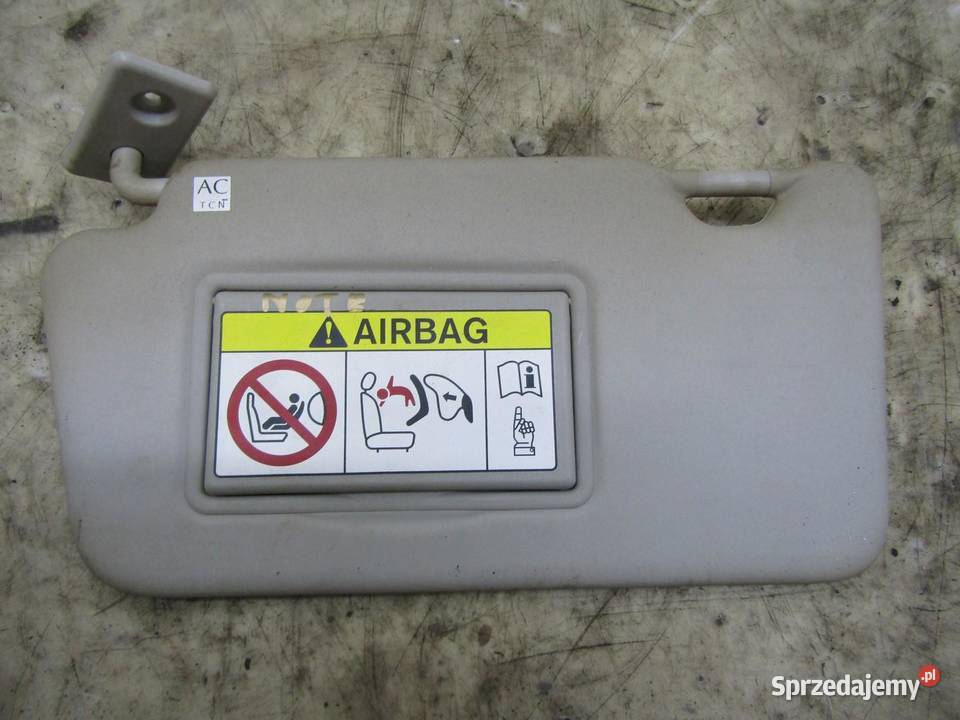 AC
TCN
NOTE
AIRBAG
Sprzedajemy.pl